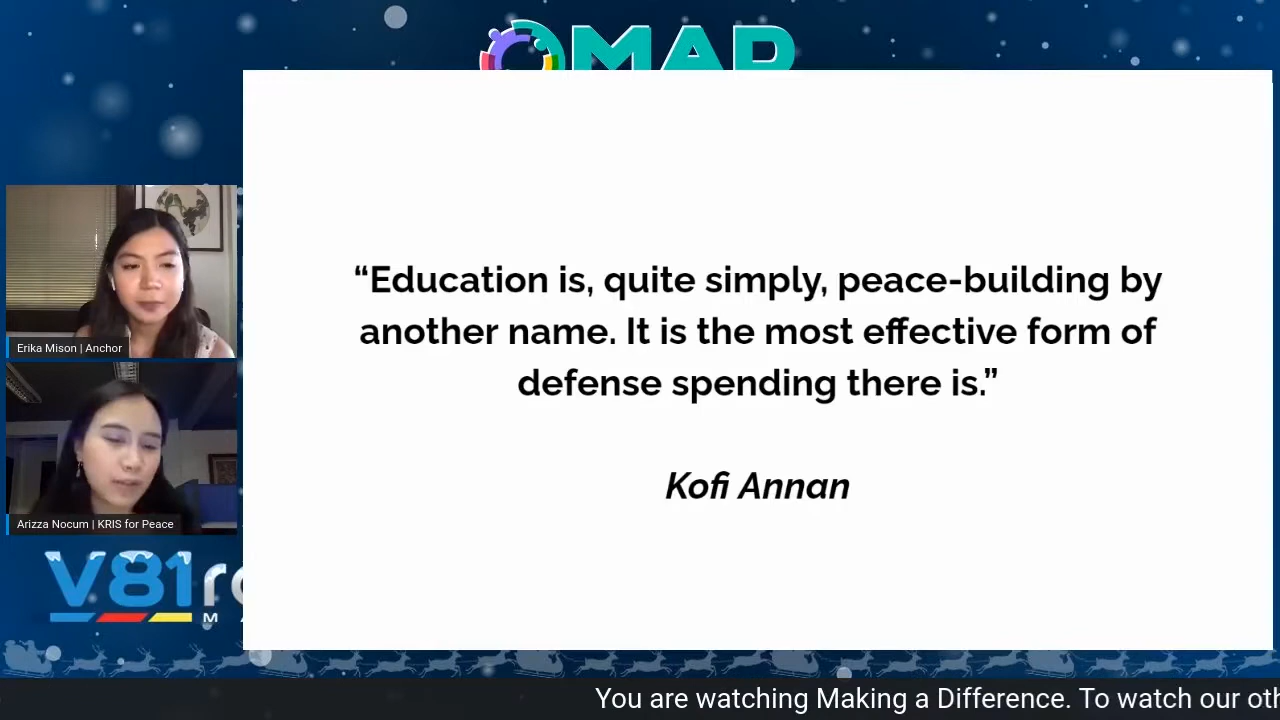 MAD
“Education is, quite simply, peace-building by
another name. It is the most effective form of
defense spending there is.”
Kofi Annan
Erika Mison | Anchor
Arizza Nocum | KRIS for Peace
V81
You are watching Making a Difference. To watch our